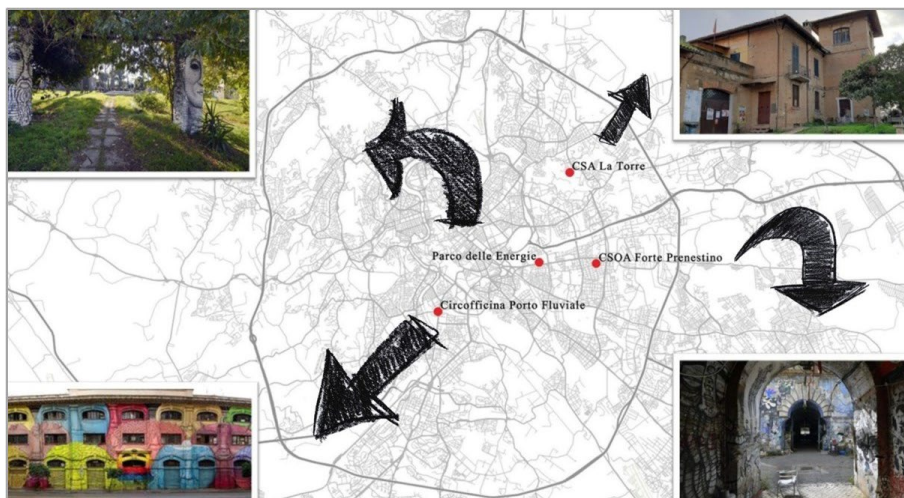 CSA La Torre
Parco delle Energie
CSOA Forte Prenestino
Circofficina Porto Fluviale